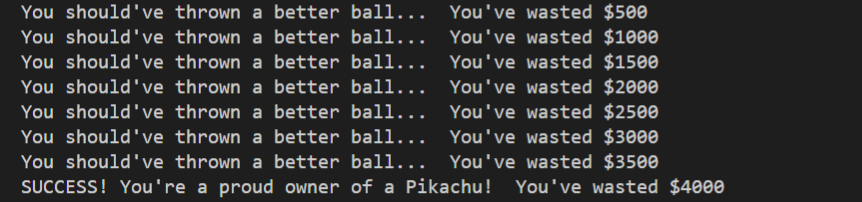 You should've thrown a better ball...  You've wasted $500
You should've thrown a better ball...  You've wasted $1000
You should've thrown a better ball...  You've wasted $1500
You should've thrown a better ball...  You've wasted $2000
You should've thrown a better ball...  You've wasted $2500
You should've thrown a better ball...  You've wasted $3000
You should've thrown a better ball...  You've wasted $3500
SUCCESS! You're a proud owner of a Pikachu!  You've wasted $4000